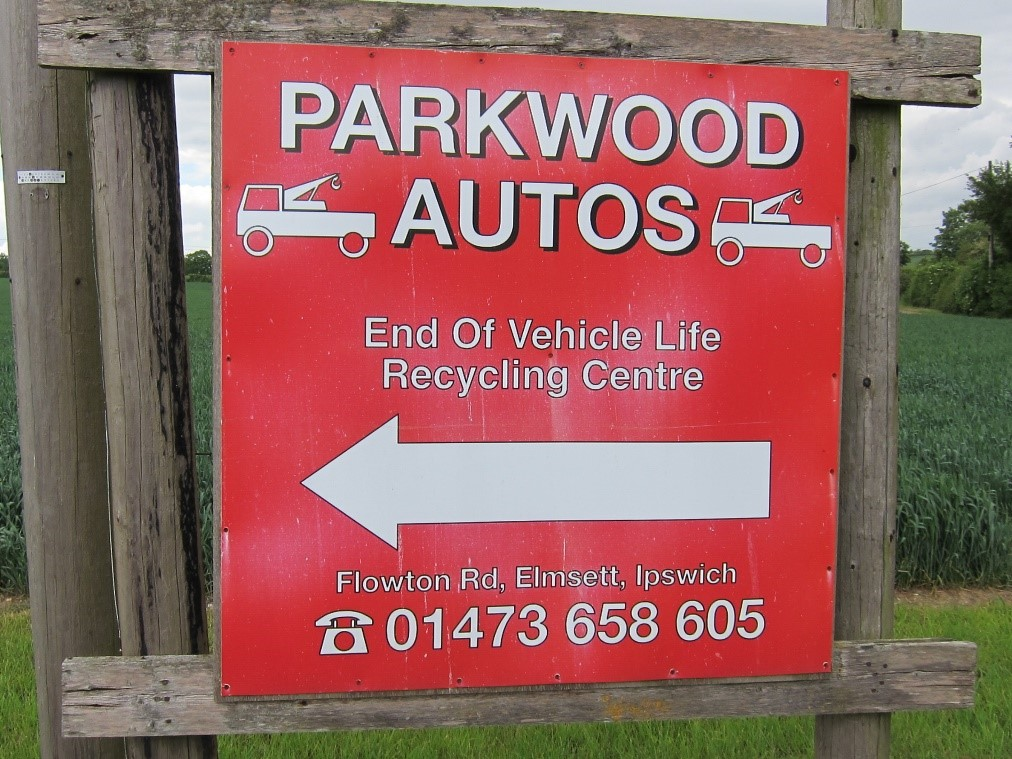 PARKWOOD
AUTOS
End Of Vehicle Life
Recycling Centre
Flowton Rd, Elmsett, Ipswich
01473 658 605